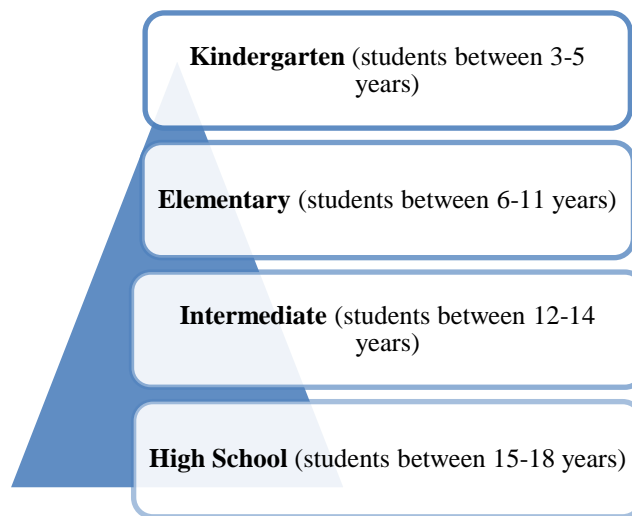 Kindergarten (students between 3-5
years)
Elementary (students between 6-11 years)
Intermediate (students between 12-14
years)
High School (students between 15-18 years)